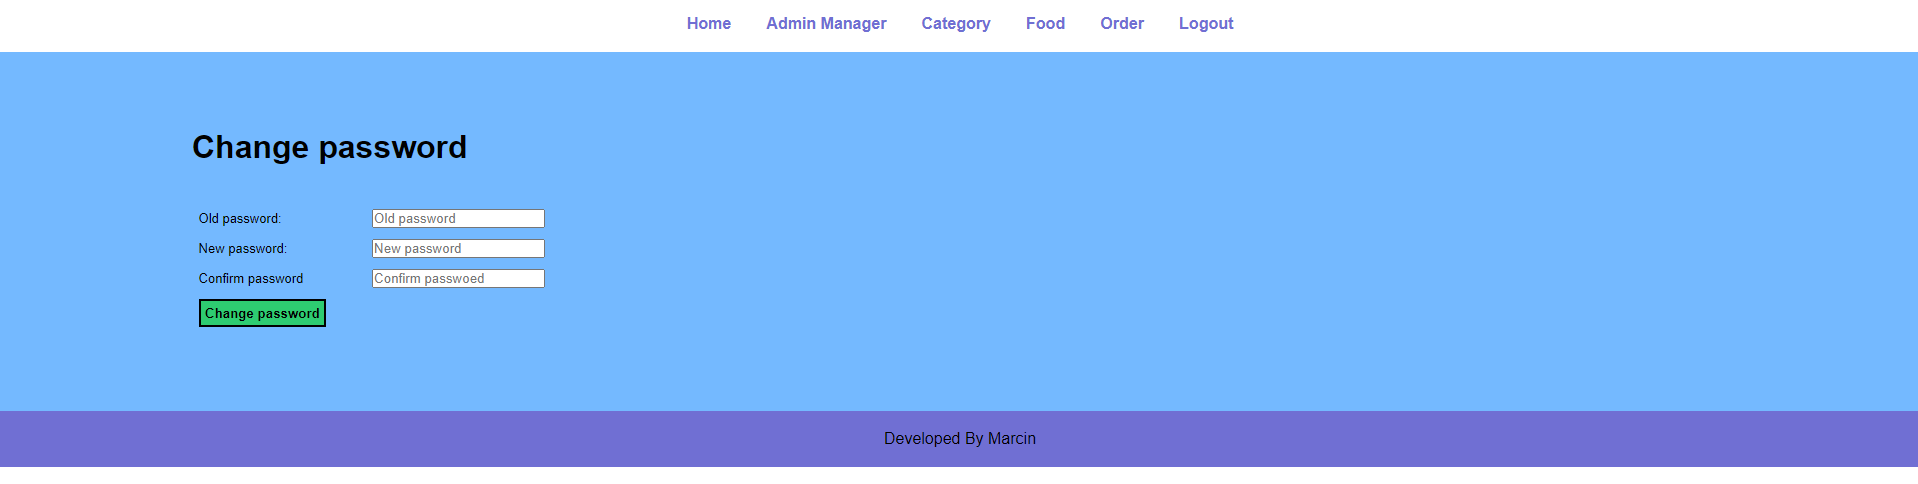 Home Admin Manager Category Food Order Logout
Change password
Old password: Old password
New password: New password
Confirm password Confirm passwoed
Change password
Developed By Marcin